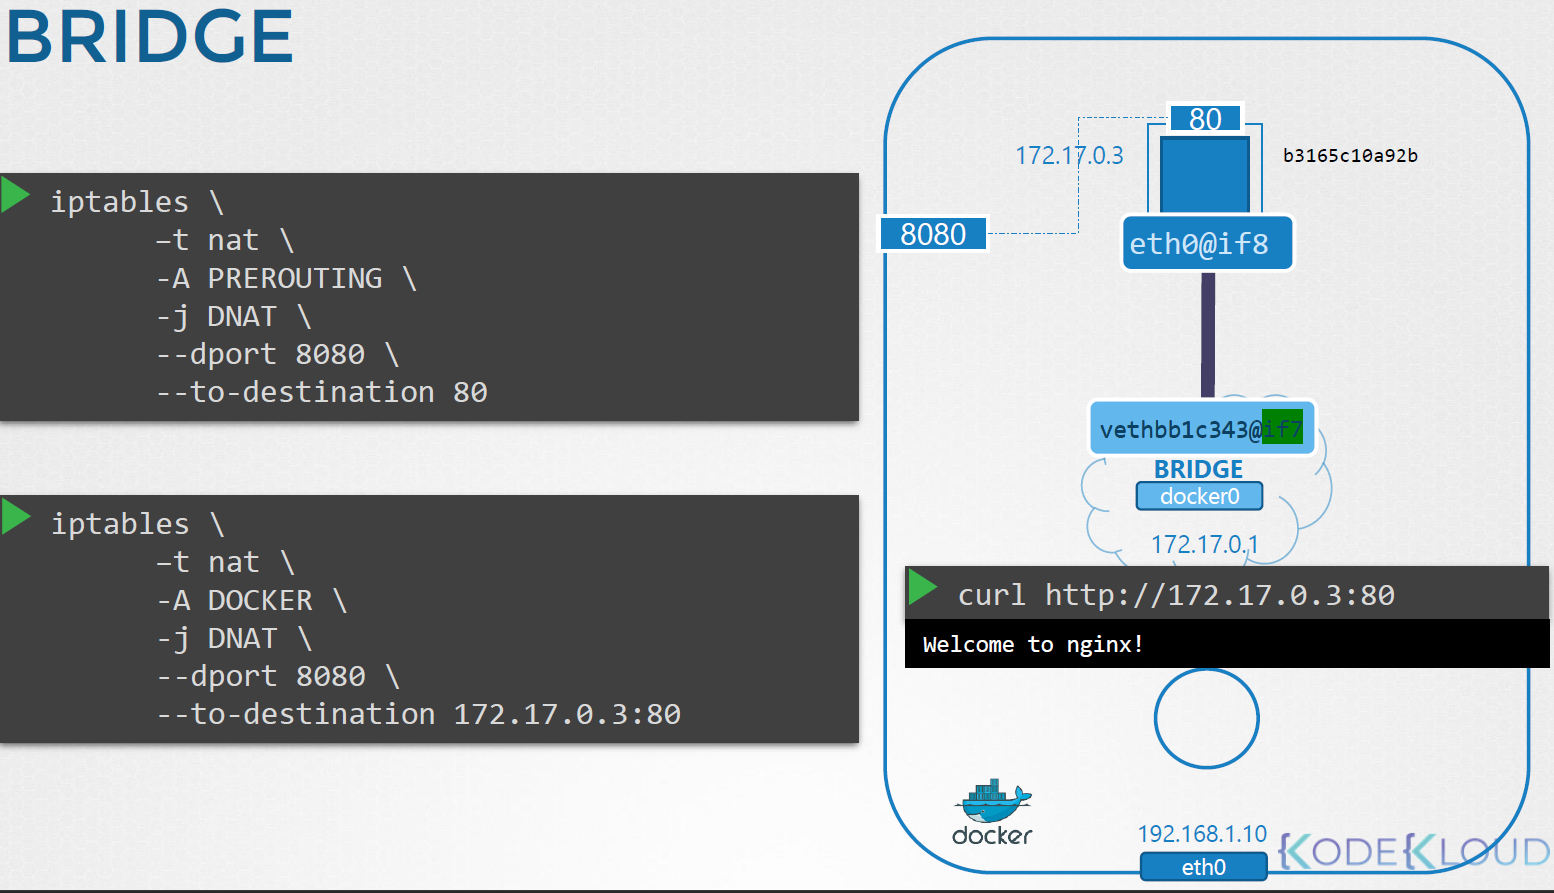 BRIDGE
iptables \
–t nat \
-A PREROUTING \
-j DNAT \
--dport 8080 \
--to-destination 80
iptables \
–t nat \
-A DOCKER \
-j DNAT \
--dport 8080 \
--to-destination 172.17.0.3:80
80
172.17.0.3
b3165c10a92b
8080
eth0@if8
vethbb1c343@if7
BRIDGE
docker0
172.17.0.1
curl http://172.17.0.3:80
Welcome to nginx!
docker
192.168.1.10
eth0
KODEKLOUD